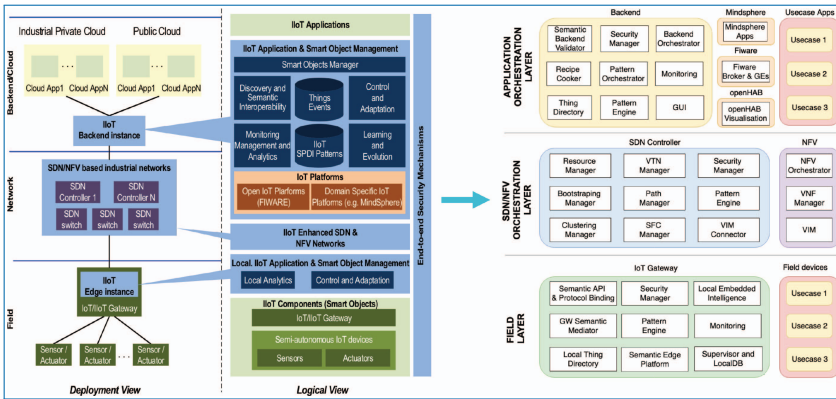 Backend/Cloud
Industrial Private Cloud
Public Cloud
...
...
Cloud App1
Cloud AppN
Cloud App1
Cloud AppN
IIoT
Backend instance
Network
SDN/NFV based industrial networks
SDN
Controller 1
SDN
Controller N
SDN
switch
SDN
switch
SDN
switch
Field
IIoT
Edge instance
IoT/IIoT Gateway
Sensor /
Actuator
Sensor /
Actuator
...
Sensor /
Actuator
Deployment View
IIoT Applications
IIoT Application & Smart Object Management
Smart Objects Manager
Discovery and
Semantic
Interoperability
Things
Events
Control
and
Adaptation
Monitoring
Management and
Analytics
IIoT
SPDI Patterns
Learning
and
Evolution
IoT Platforms
Open IoT Plarforms
(FIWARE)
Domain Specific IoT
Platforms (e.g. MindSphere)
IIoT Enhanced SDN &
NFV Networks
Local. IIoT Application & Smart Object Management
Local Analytics
Control and Adaptation
IIoT Components (Smart Objects)
IoT/IIoT Gateway
Semi-autonomous IoT devices
Sensors
Actuators
Logical View
End-to-end Security Mechanisms
APPLICATION
ORCHESTRATION
LAYER
Backend
Semantic
Backend
Validator
Security
Manager
Backend
Orchestrator
Recipe
Cooker
Pattern
Orchestrator
Monitoring
Thing
Directory
Pattern
Engine
GUI
Mindsphere
Mindsphere
Apps
Fiware
Fiware
Broker & GEs
openHAB
openHAB
Visualisation
Usecase Apps
Usecase 1
Usecase 2
Usecase 3
SDN/NFV
ORCHESTRATION
LAYER
SDN Controller
Resource
Manager
VTN
Manager
Security
Manager
Bootstraping
Manager
Path
Manager
Pattern
Engine
Clustering
Manager
SFC
Manager
VIM
Connector
NFV
NFV
Orchestrator
VNF
Manager
VIM
FIELD
LAYER
IoT Gateway
Semantic API
& Protocol Binding
Security
Manager
Local Embedded
Intelligence
GW Semantic
Mediator
Pattern
Engine
Monitoring
Local Thing
Directory
Semantic Edge
Platform
Supervisor and
LocalDB
Field devices
Usecase 1
Usecase 2
Usecase 3